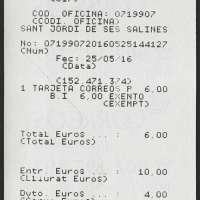 COD. OFICINA: 0719907
(CODI. OFICINA)
SANT JORDI DE SES SALINES
No: 07199072016052514412​7
(Num)
Fec: 25/05/16
(Data)
(152.471.3/4)
1 TARJETA CORREOS P 6.00
B.I 6,00 EXENTO
(EXEMPT)
Total Euros ... : 6.00
(Total Euros)
Entr. Euros ... : 10.00
(Lliurat Euros)
Dvto. Euros ... : 4.00